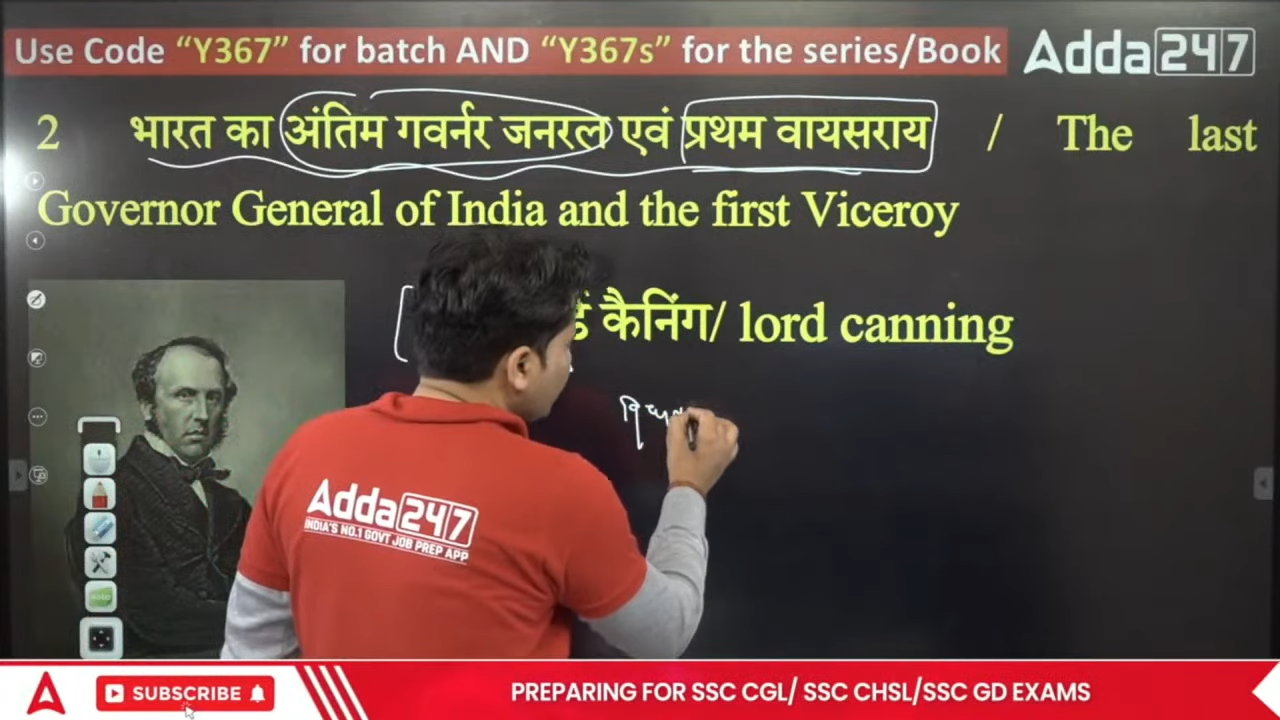 Use Code “Y367” for batch AND “Y367s” for the series/Book
Adda247
2 भारत का अंतिम गवर्नर जनरल एवं प्रथम वायसराय / The last
Governor General of India and the first Viceroy
कैनिंग/ lord canning
Adda247
INDIA'S NO.1 GOVT JOB PREP APP
SUBSCRIBE
PREPARING FOR SSC CGL/ SSC CHSL/SSC GD EXAMS